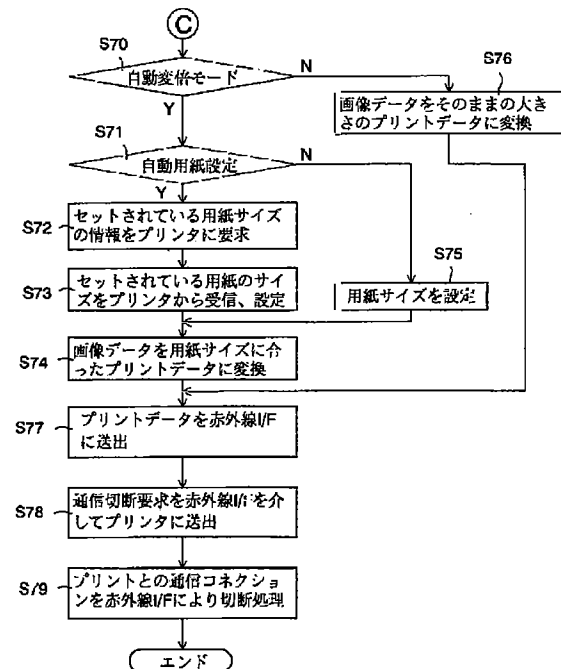 C
S70
自動変倍モード
N
Y
S76
画像データをそのままの大き
さのプリントデータに変換
S71
自動用紙設定
N
Y
S72
セットされている用紙サイズ
の情報をプリンタに要求
S73
セットされている用紙のサイ
ズをプリンタから受信、設定
S75
用紙サイズを設定
S74
画像データを用紙サイズに合
ったプリントデータに変換
S77
プリントデータを赤外線I/F
に送出
S78
通信切断要求を赤外線I/Fを介
してプリンタに送出
S79
プリントとの通信コネクション
を赤外線I/Fにより切断処理
エンド